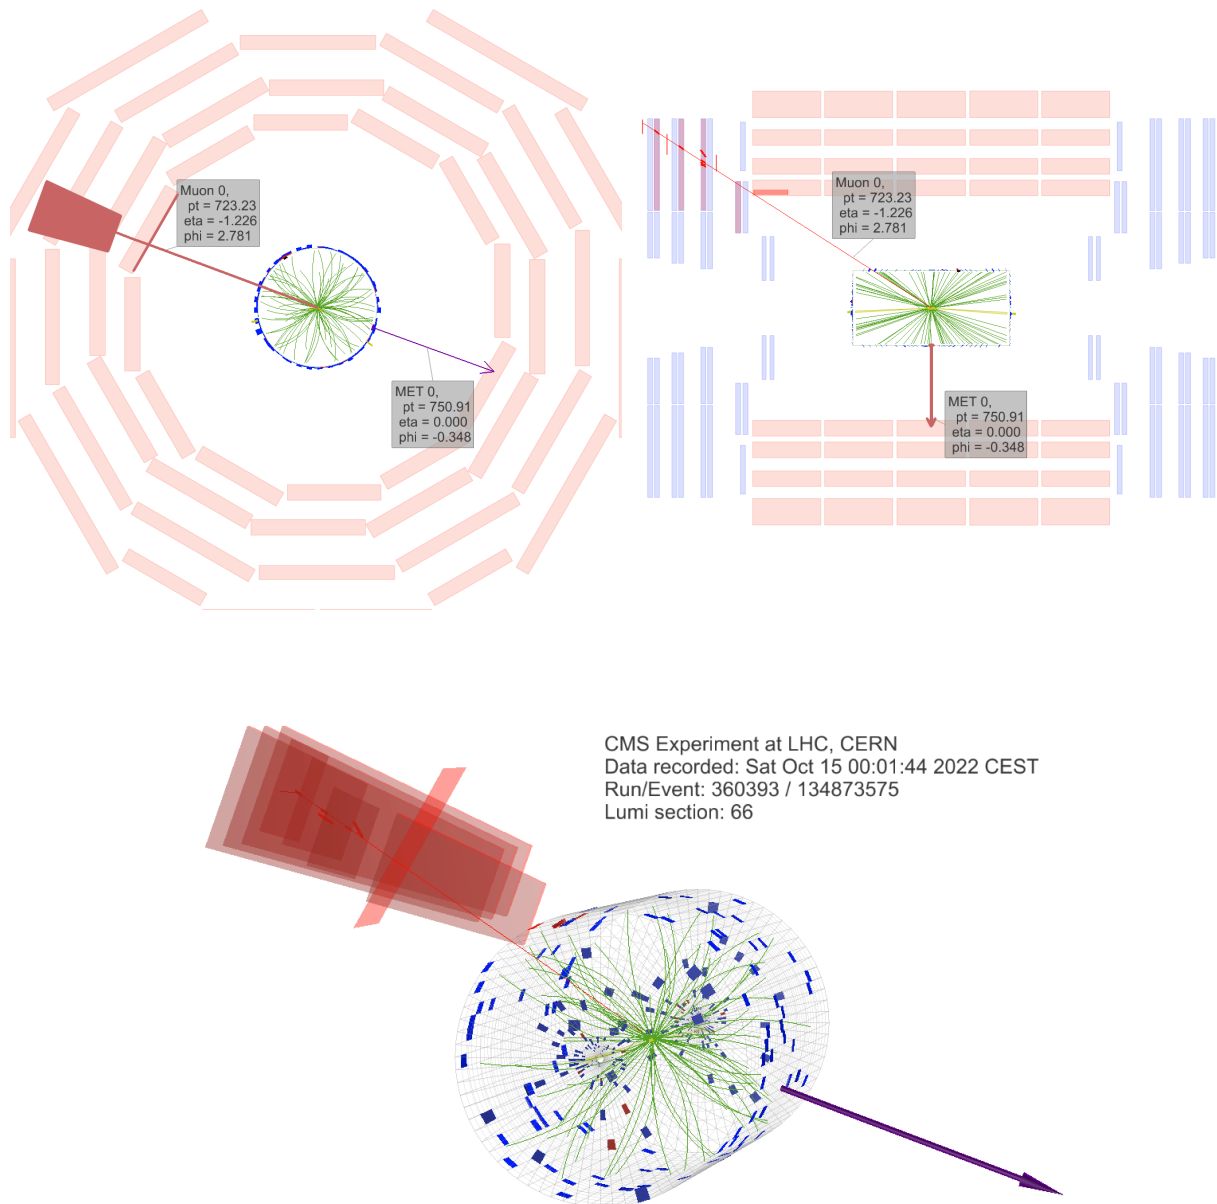 Muon 0,
pt = 723.23
eta = -1.226
phi = 2.781
MET 0,
pt = 750.91
eta = 0.000
phi = -0.348
Muon 0,
pt = 723.23
eta = -1.226
phi = 2.781
MET 0,
pt = 750.91
eta = 0.000
phi = -0.348
CMS Experiment at LHC, CERN
Data recorded: Sat Oct 15 00:01:44 2022 CEST
Run/Event: 360393 / 134873575
Lumi section: 66